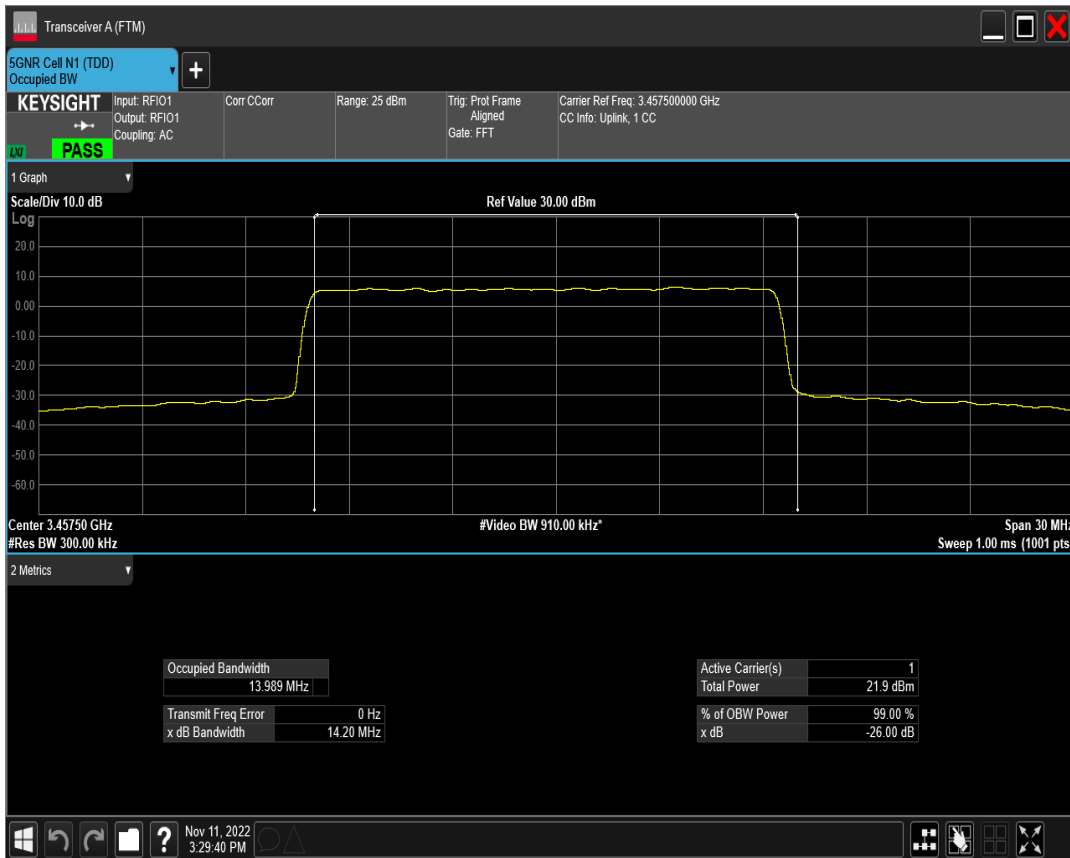 Transceiver A (FTM)
5GNR Cell N1 (TDD)
Occupied BW
+
KEYSIGHT
LXI
PASS
Input: RFIO1
Output: RFIO1
Coupling: AC
Corr CCorr
Range: 25 dBm
Trig: Prot Frame
Aligned
Gate: FFT
Carrier Ref Freq: 3.457500000 GHz
CC Info: Uplink, 1 CC
1 Graph
Scale/Div 10.0 dB
Ref Value 30.00 dBm
Log
20.0
10.0
0.00
-10.0
-20.0
-30.0
-40.0
-50.0
-60.0
Center 3.45750 GHz
#Video BW 910.00 kHz*
Span 30 MHz
#Res BW 300.00 kHz
Sweep 1.00 ms (1001 pts
2 Metrics
Occupied Bandwidth
13.989 MHz
Transmit Freq Error 0 Hz
x dB Bandwidth 14.20 MHz
Active Carrier(s) 1
Total Power 21.9 dBm
% of OBW Power 99.00 %
x dB -26.00 dB
?
Nov 11, 2022
3:29:40 PM